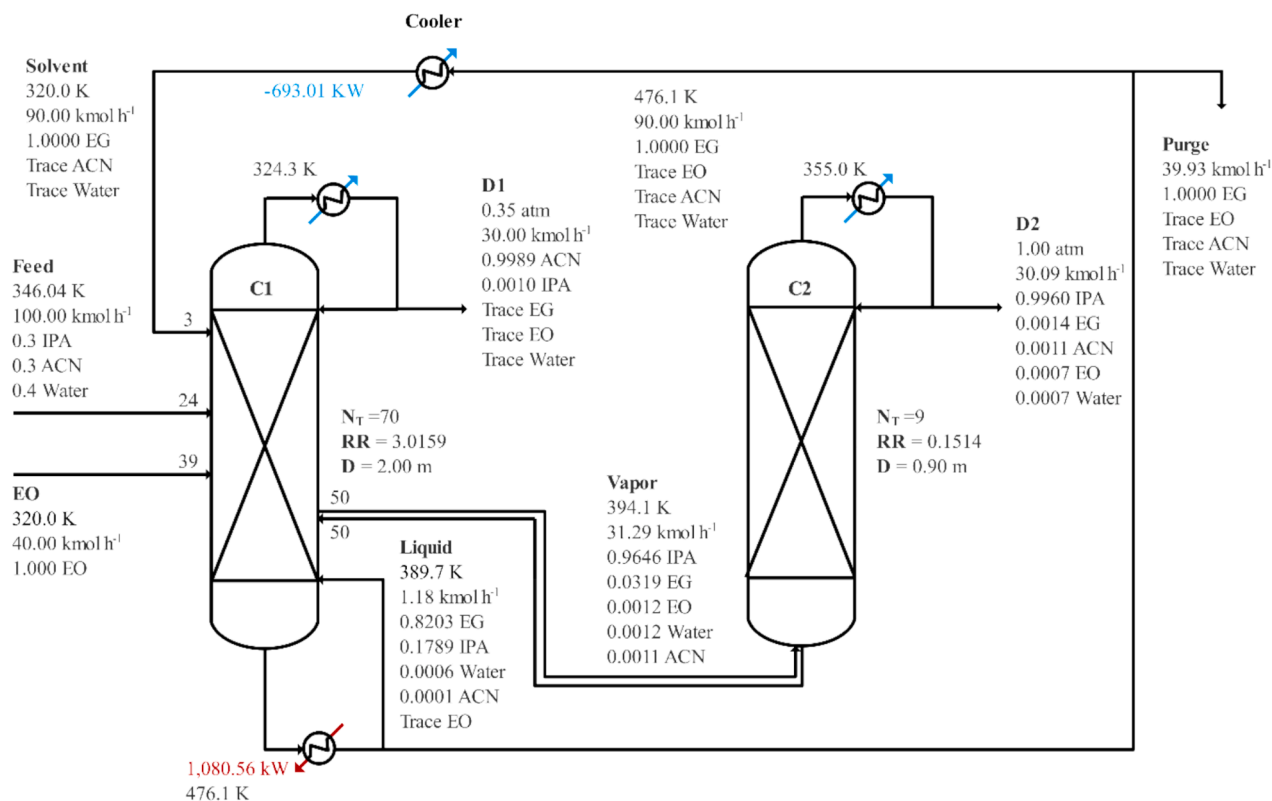 Cooler
Solvent
320.0 K
90.00 kmol h⁻¹
1.0000 EG
Trace ACN
Trace Water
-693.01 KW
476.1 K
90.00 kmol h⁻¹
1.0000 EG
Trace EO
Trace ACN
Trace Water
Purge
39.93 kmol h⁻¹
1.0000 EG
Trace EO
Trace ACN
Trace Water
324.3 K
D1
0.35 atm
30.00 kmol h⁻¹
0.9989 ACN
0.0010 IPA
Trace EG
Trace EO
Trace Water
355.0 K
D2
1.00 atm
30.09 kmol h⁻¹
0.9960 IPA
0.0014 EG
0.0011 ACN
0.0007 EO
0.0007 Water
Feed
346.04 K
100.00 kmol h⁻¹
0.3 IPA
0.3 ACN
0.4 Water
C1
3
24
39
50
50
N_T =70
RR = 3.0159
D = 2.00 m
C2
N_T =9
RR = 0.1514
D = 0.90 m
EO
320.0 K
40.00 kmol h⁻¹
1.000 EO
Liquid
389.7 K
1.18 kmol h⁻¹
0.8203 EG
0.1789 IPA
0.0006 Water
0.0001 ACN
Trace EO
Vapor
394.1 K
31.29 kmol h⁻¹
0.9646 IPA
0.0319 EG
0.0012 EO
0.0012 Water
0.0011 ACN
1,080.56 kW
476.1 K